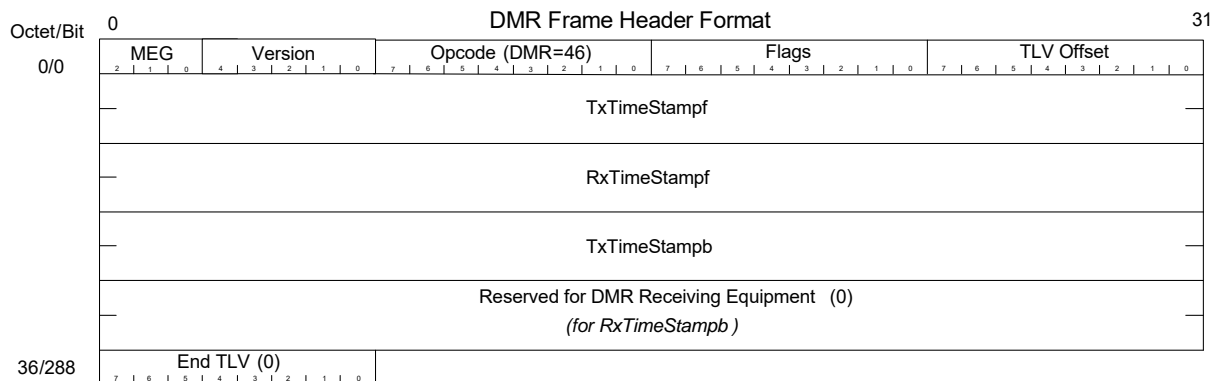 DMR Frame Header Format
Octet/Bit 0 31
MEG Version Opcode (DMR=46) Flags TLV Offset
0/0 2 1 0 4 3 2 1 0 7 6 5 4 3 2 1 0 7 6 5 4 3 2 1 0 7 6 5 4 3 2 1 0
TxTimeStampf
RxTimeStampf
TxTimeStampb
Reserved for DMR Receiving Equipment (0)
(for RxTimeStampb)
End TLV (0)
36/288 7 6 5 4 3 2 1 0